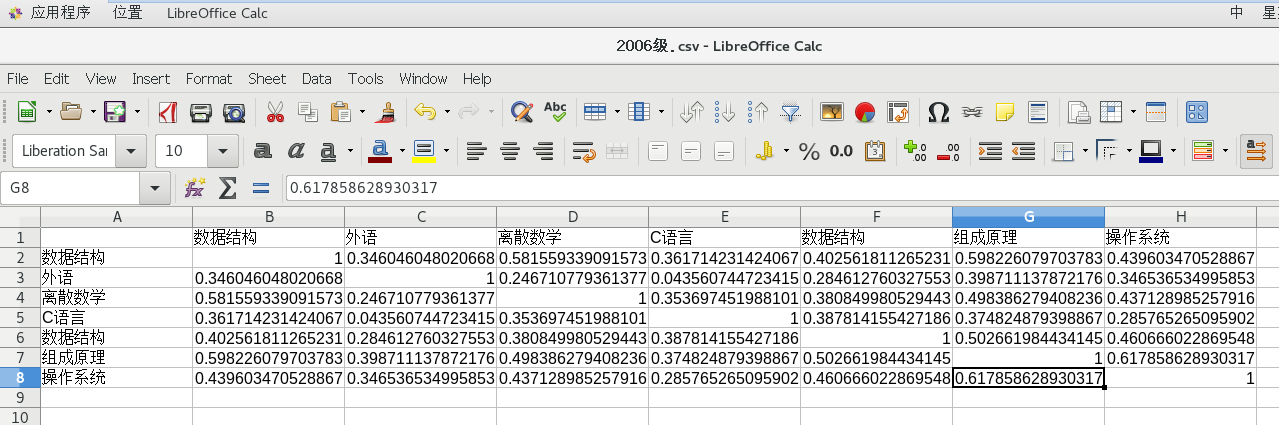 应用程序 位置 LibreOffice Calc 中 星
2006级.csv - LibreOffice Calc
File Edit View Insert Format Sheet Data Tools Window Help
Abc
Liberation Sar 10 a a a a % 0.0 .00 .00
G8 fx Σ = 0.617858628930317
A B C D E F G H
1 数据结构 外语 离散数学 C语言 数据结构 组成原理 操作系统
2 数据结构 1 0.346046048020668 0.581559339091573 0.361714231424067 0.402561811265231 0.598226079703783 0.439603470528867
3 外语 0.346046048020668 1 0.246710779361377 0.043560744723415 0.284612760327553 0.398711137872176 0.346536534995853
4 离散数学 0.581559339091573 0.246710779361377 1 0.353697451988101 0.380849980529443 0.498386279408236 0.437128985257916
5 C语言 0.361714231424067 0.043560744723415 0.353697451988101 1 0.387814155427186 0.374824879398867 0.285765265095902
6 数据结构 0.402561811265231 0.284612760327553 0.380849980529443 0.387814155427186 1 0.502661984434145 0.460666022869548
7 组成原理 0.598226079703783 0.398711137872176 0.498386279408236 0.374824879398867 0.502661984434145 1 0.617858628930317
8 操作系统 0.439603470528867 0.346536534995853 0.437128985257916 0.285765265095902 0.460666022869548 0.617858628930317 1
9
10